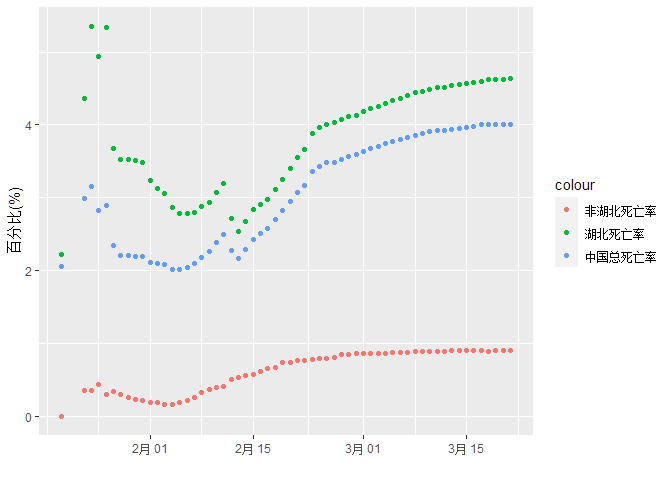 百分比(%)
4
2
0
2月 01
2月 15
3月 01
3月 15
colour
非湖北死亡率
湖北死亡率
中国总死亡率